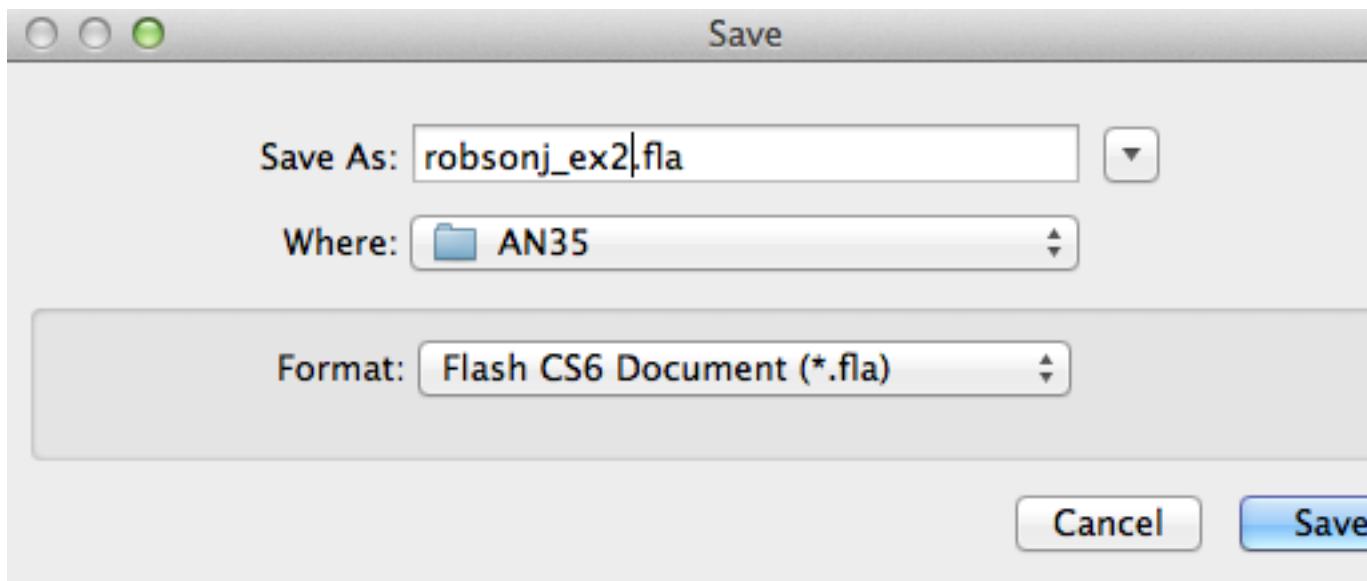 Save
Save As: robsonj_ex2.fla
Where: AN35
Format: Flash CS6 Document (*.fla)
Cancel Save